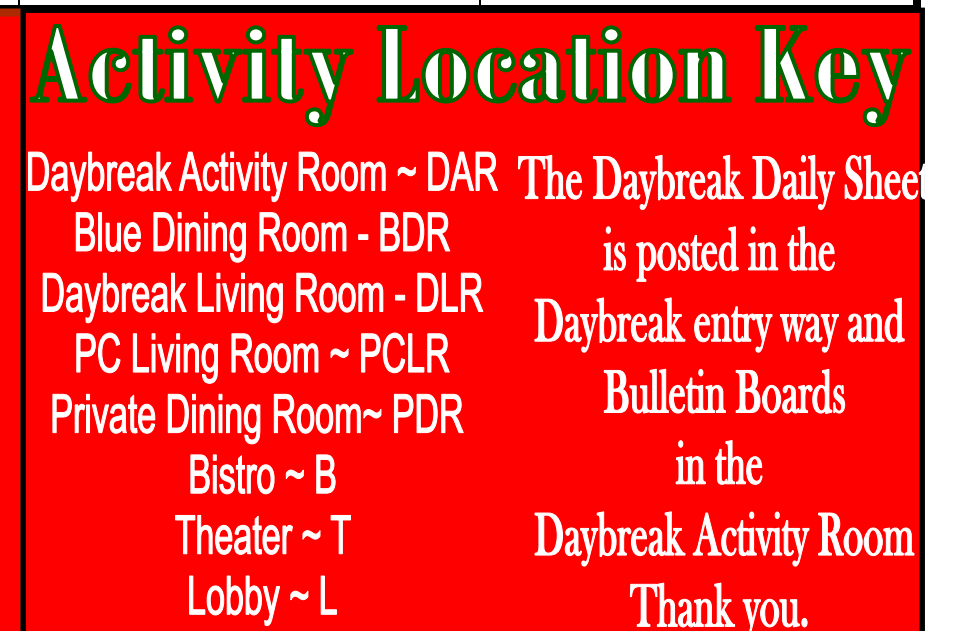 Activity Location Key
Daybreak Activity Room ~ DAR
Blue Dining Room - BDR
Daybreak Living Room - DLR
PC Living Room ~ PCLR
Private Dining Room~ PDR
Bistro ~ B
Theater ~ T
Lobby ~ L
The Daybreak Daily Sheet
is posted in the
Daybreak entry way and
Bulletin Boards
in the
Daybreak Activity Room
Thank you.